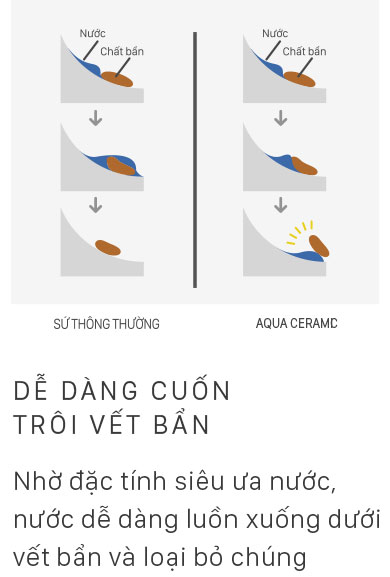 Nước
Chất bẩn
Nước
Chất bẩn
SỨ THÔNG THƯỜNG
AQUA CERAMD
DỄ DÀNG CUỐN
TRÔI VẾT BẨN
Nhờ đặc tính siêu ưa nước,
nước dễ dàng luồn xuống dưới
vết bẩn và loại bỏ chúng